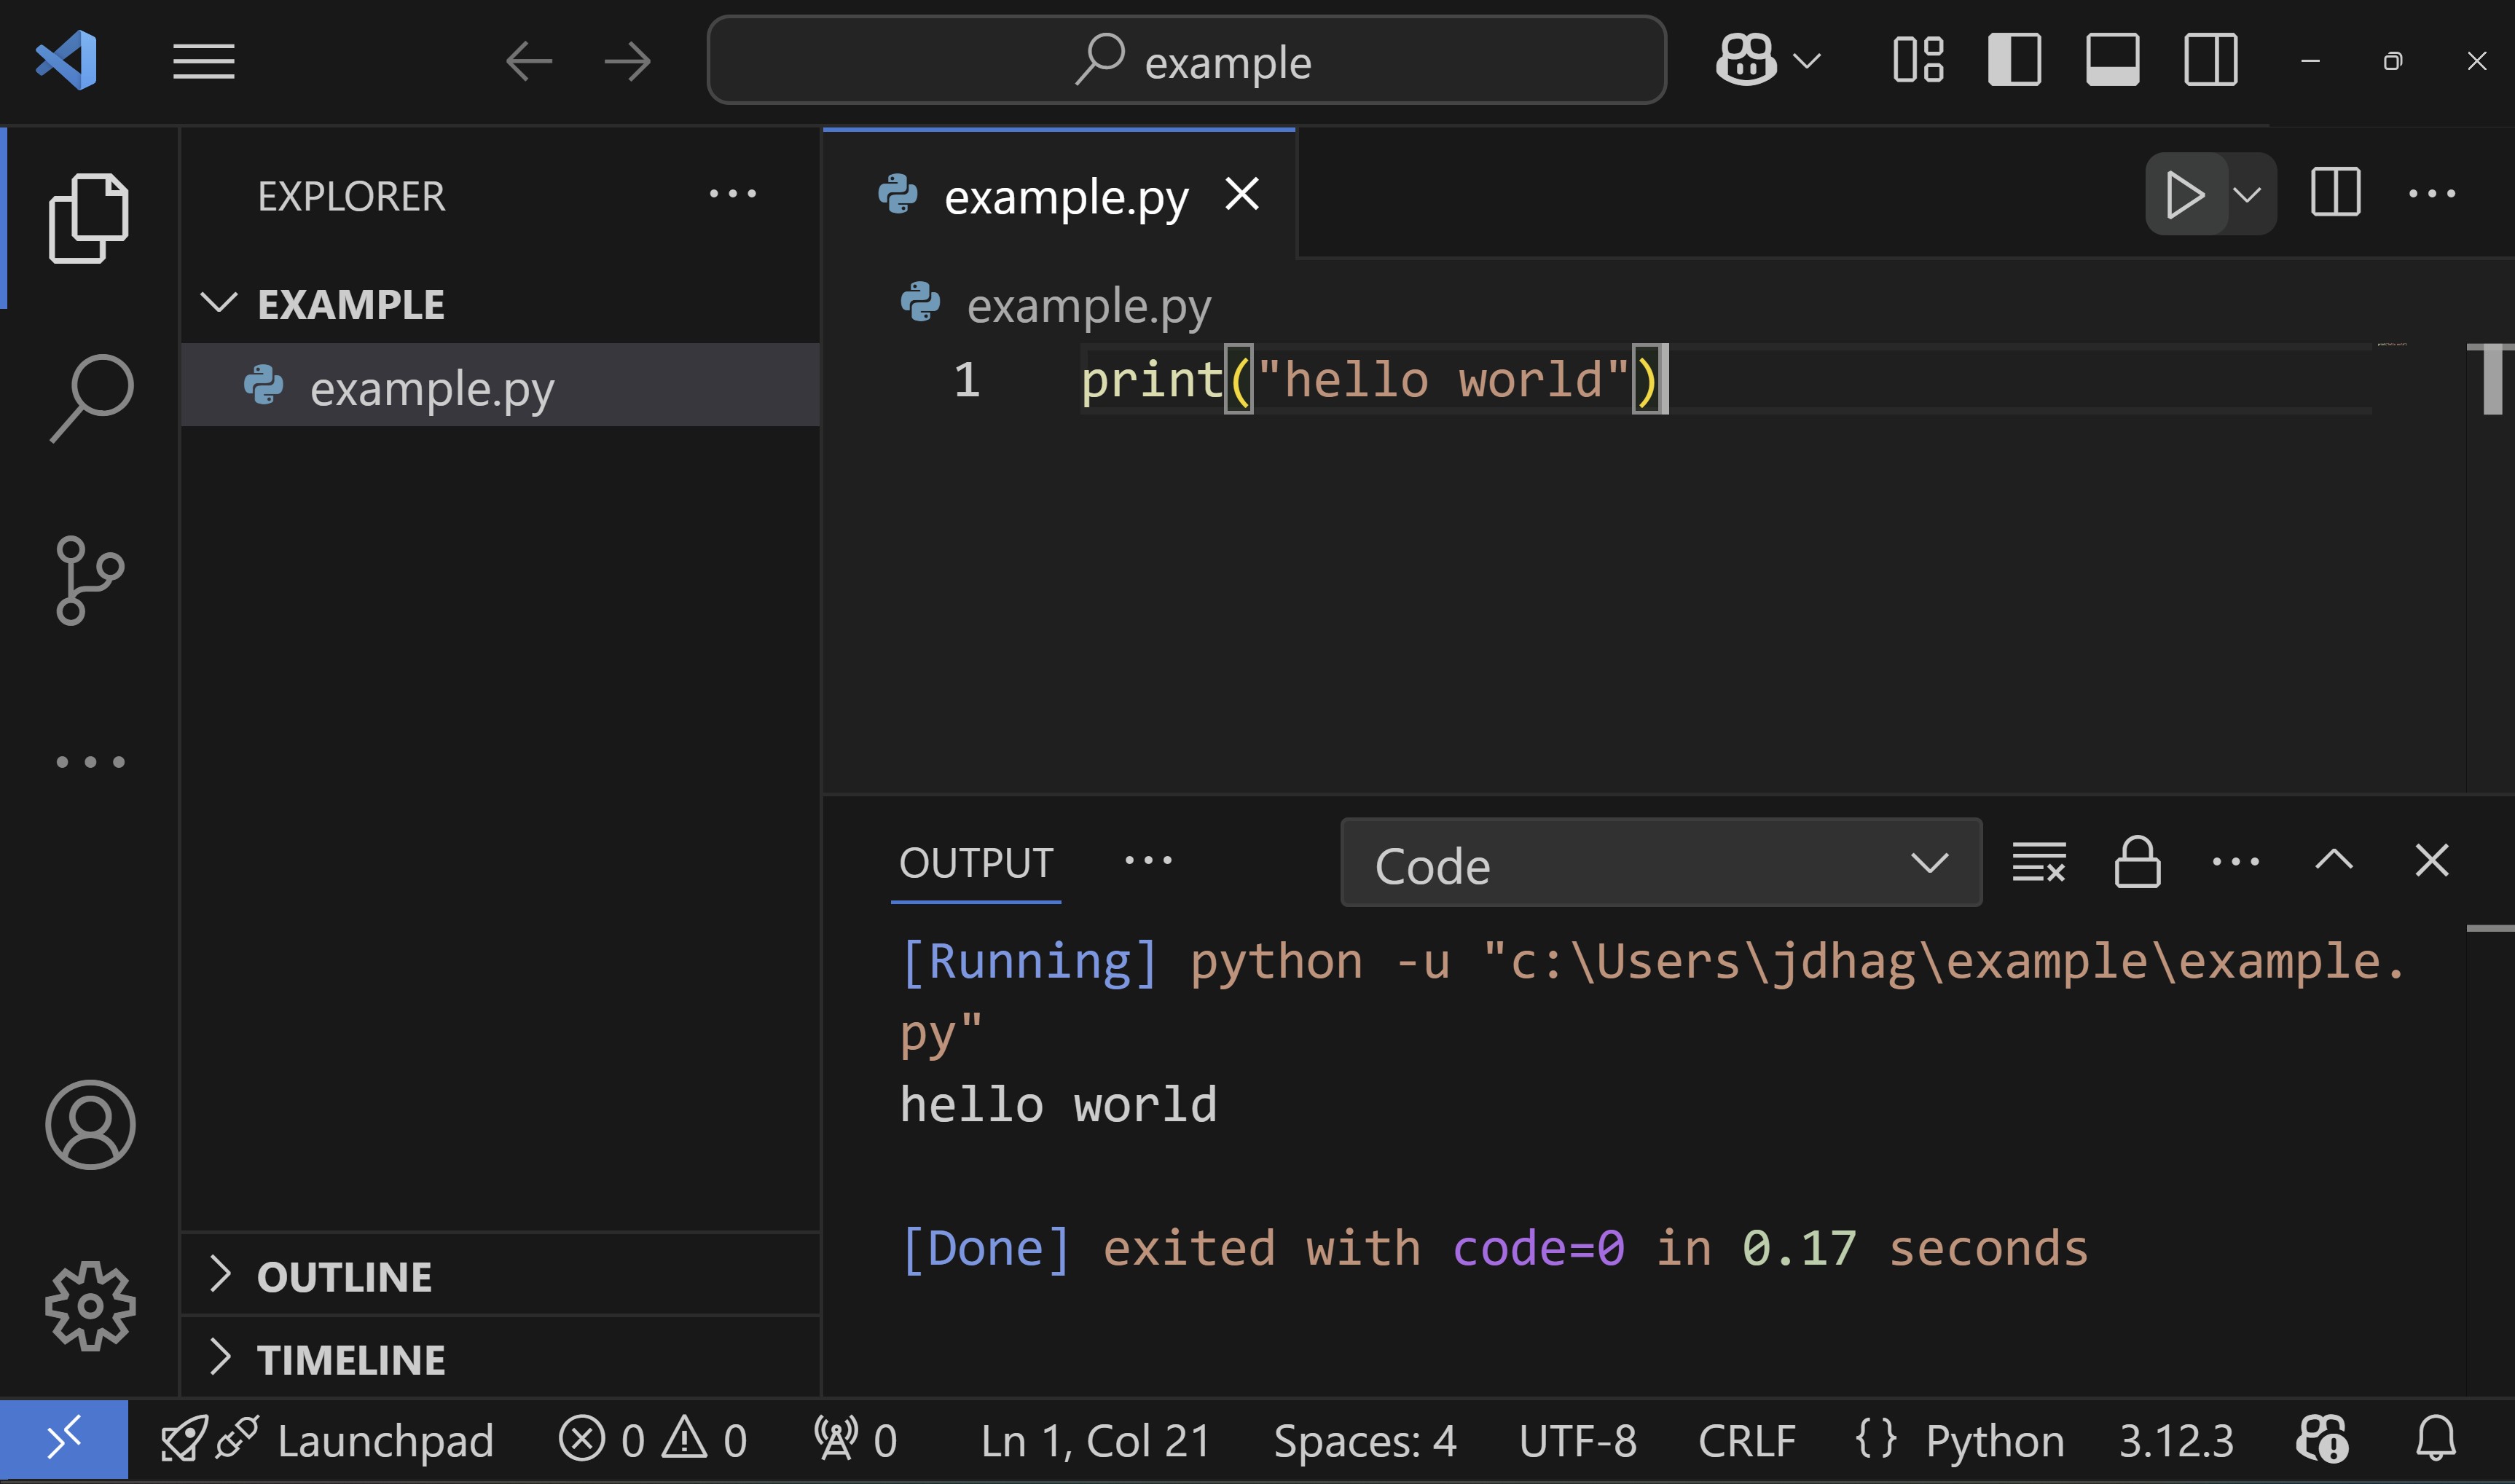 example
EXPLORER
EXAMPLE
example.py
example.py
example.py
1 print("hello world")
OUTPUT
Code
[Running] python -u "c:\Users\jdhag\example\example.
py"
hello world
[Done] exited with code=0 in 0.17 seconds
OUTLINE
TIMELINE
Launchpad 0 0 0 Ln 1, Col 21 Spaces: 4 UTF-8 CRLF {} Python 3.12.3